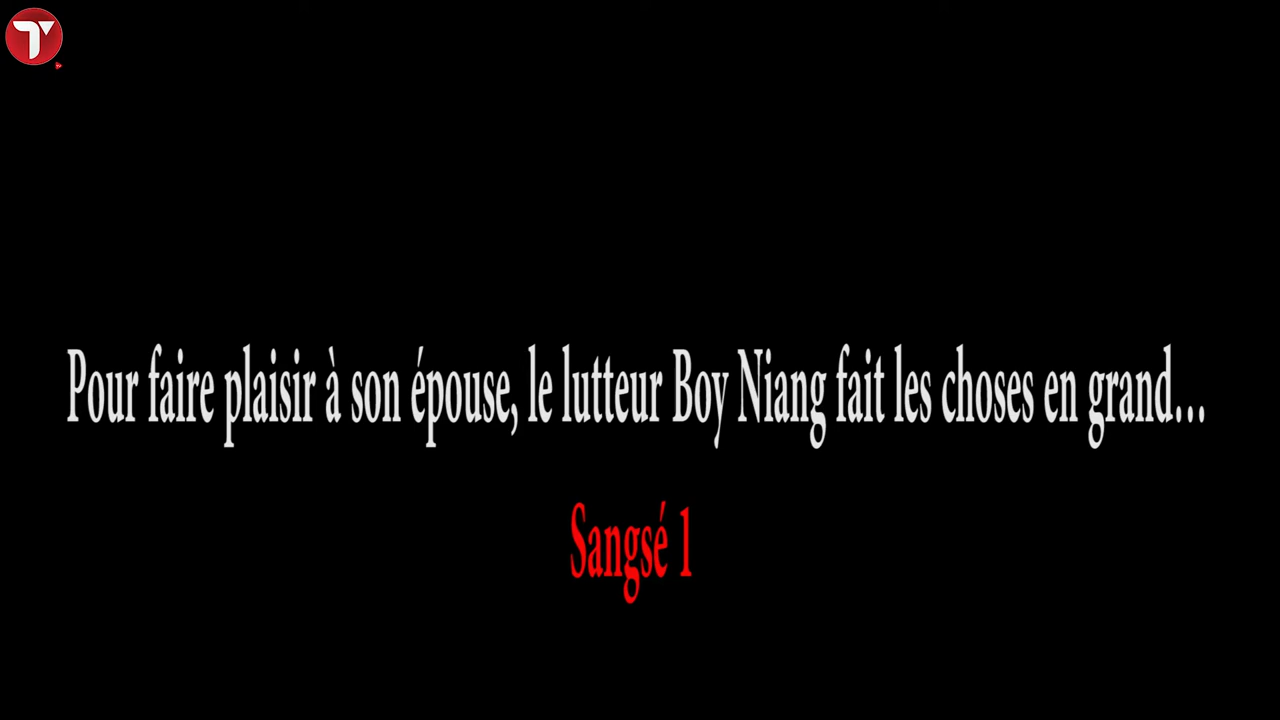 Pour faire plaisir à son épouse, le lutteur Boy Niang fait les choses en grand...
Sangsé 1